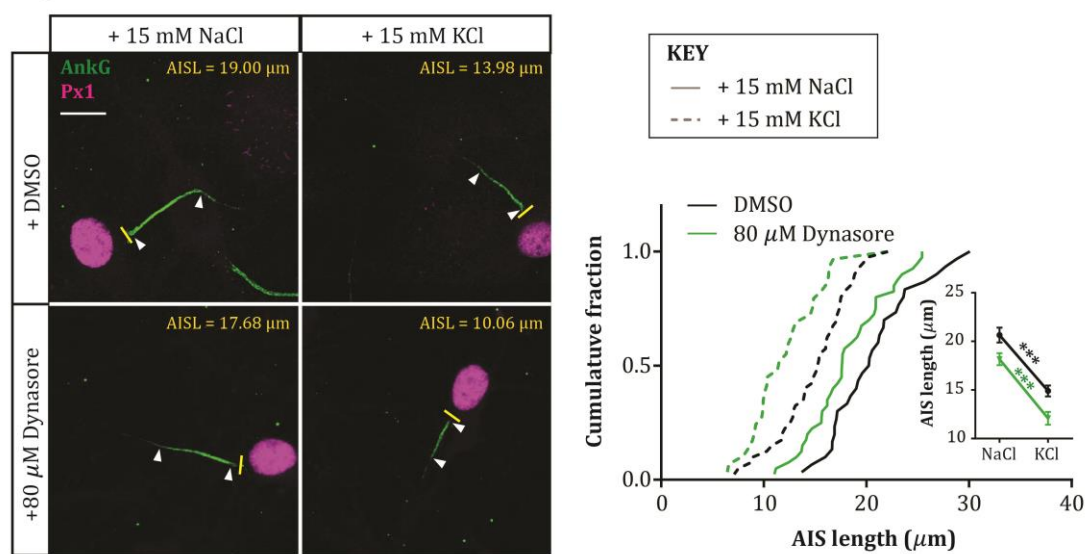 + 15 mM NaCl
+ 15 mM KCl
+ DMSO
+80 µM Dynasore
AnkG
Px1
AISL = 19.00 µm
AISL = 13.98 µm
AISL = 17.68 µm
AISL = 10.06 µm
KEY
+ 15 mM NaCl
+ 15 mM KCl
DMSO
80 µM Dynasore
Cumulative fraction
1.0
0.5
0.0
0
10
20
30
40
AIS length (µm)
AIS length (µm)
25
20
15
10
***
***
NaCl
KCl